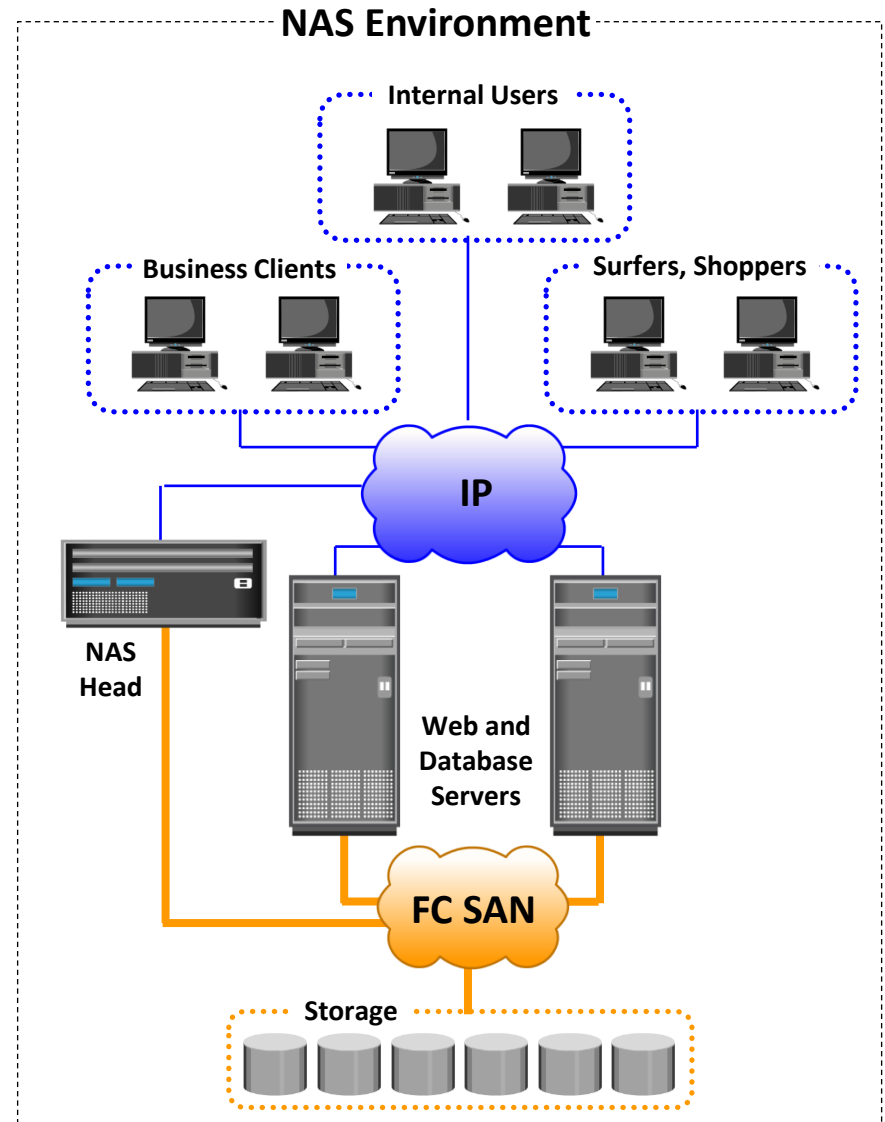 NAS Environment
Internal Users
Business Clients
Surfers, Shoppers
IP
NAS
Head
Web and
Database
Servers
FC SAN
Storage